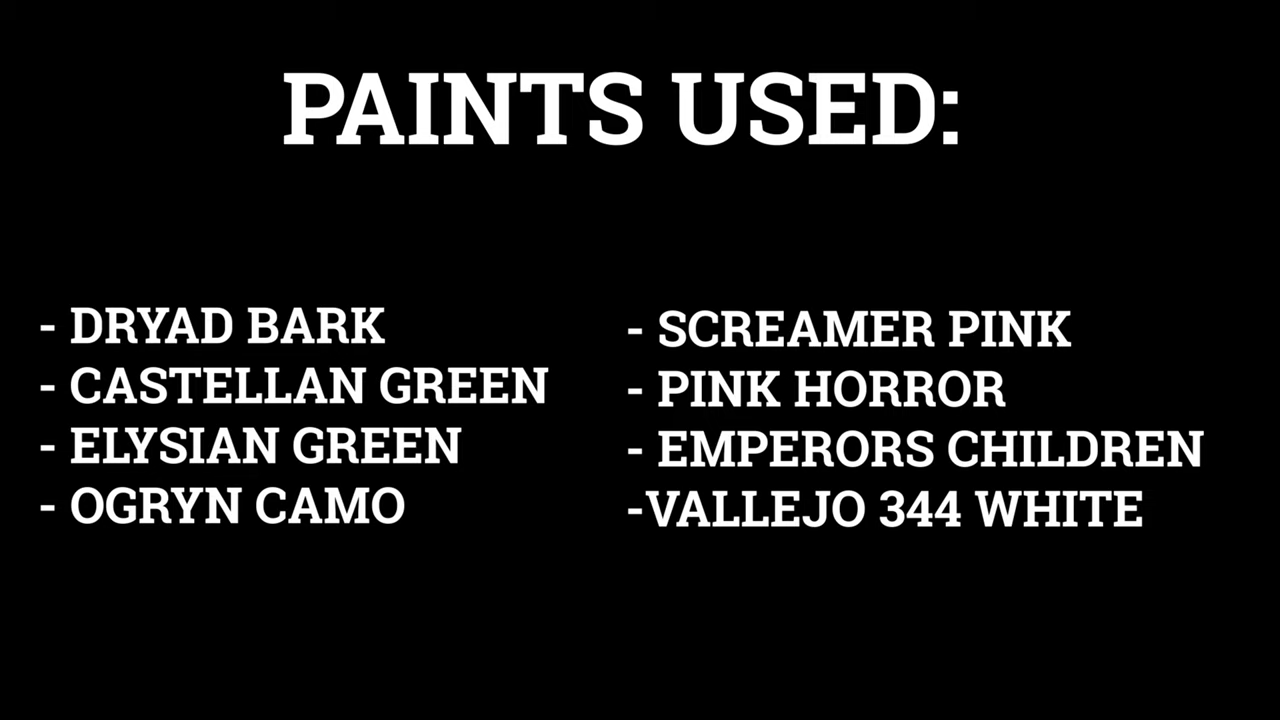 PAINTS USED:
- DRYAD BARK
- CASTELLAN GREEN
- ELYSIAN GREEN
- OGRYN CAMO
- SCREAMER PINK
- PINK HORROR
- EMPERORS CHILDREN
-VALLEJO 344 WHITE